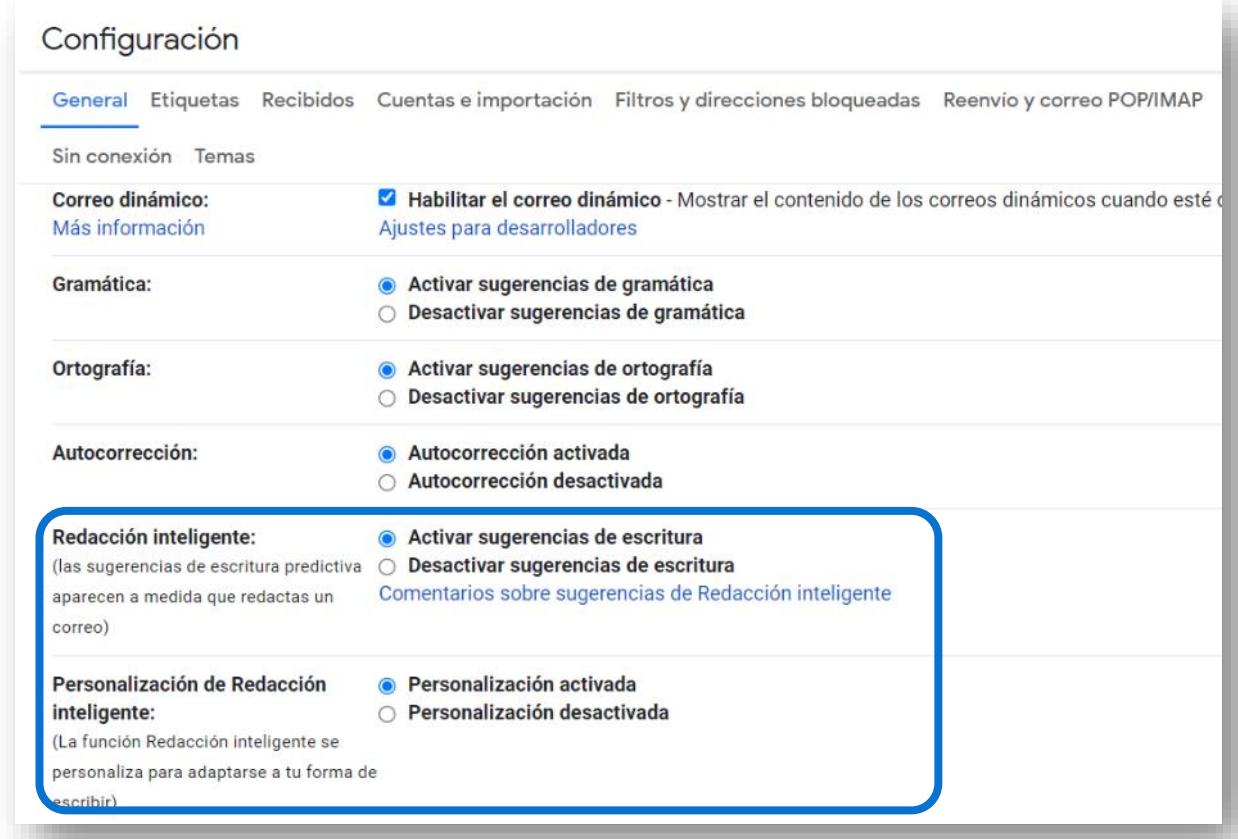 Configuración
General Etiquetas Recibidos Cuentas e importación Filtros y direcciones bloqueadas Reenvío y correo POP/IMAP
Sin conexión Temas
Correo dinámico: Habilitar el correo dinámico - Mostrar el contenido de los correos dinámicos cuando esté
Más información Ajustes para desarrolladores
Gramática: Activar sugerencias de gramática
Desactivar sugerencias de gramática
Ortografía: Activar sugerencias de ortografía
Desactivar sugerencias de ortografía
Autocorrección: Autocorrección activada
Autocorrección desactivada
Redacción inteligente: Activar sugerencias de escritura
(las sugerencias de escritura predictiva Desactivar sugerencias de escritura
aparecen a medida que redactas un Comentarios sobre sugerencias de Redacción inteligente
correo)
Personalización de Redacción Personalización activada
inteligente: Personalización desactivada
(La función Redacción inteligente se
personaliza para adaptarse a tu forma de
escribir)